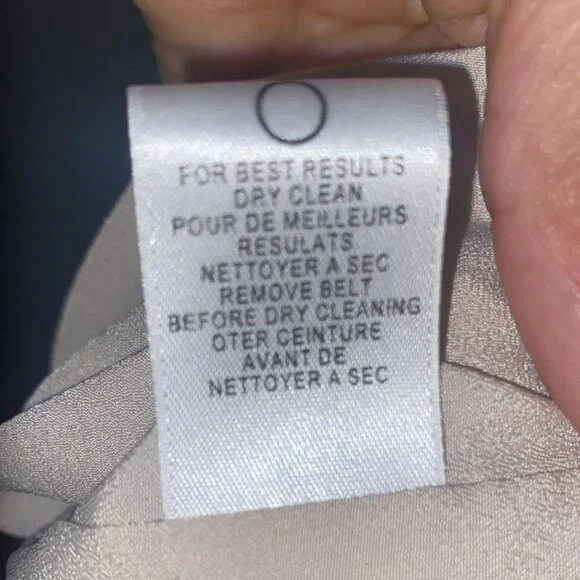 FOR BEST RESULTS
DRY CLEAN
POUR DE MEILLEURS
RESULATS
NETTOYER A SEC
REMOVE BELT
BEFORE DRY CLEANING
OTER CEINTURE
AVANT DE
NETTOYER A SEC